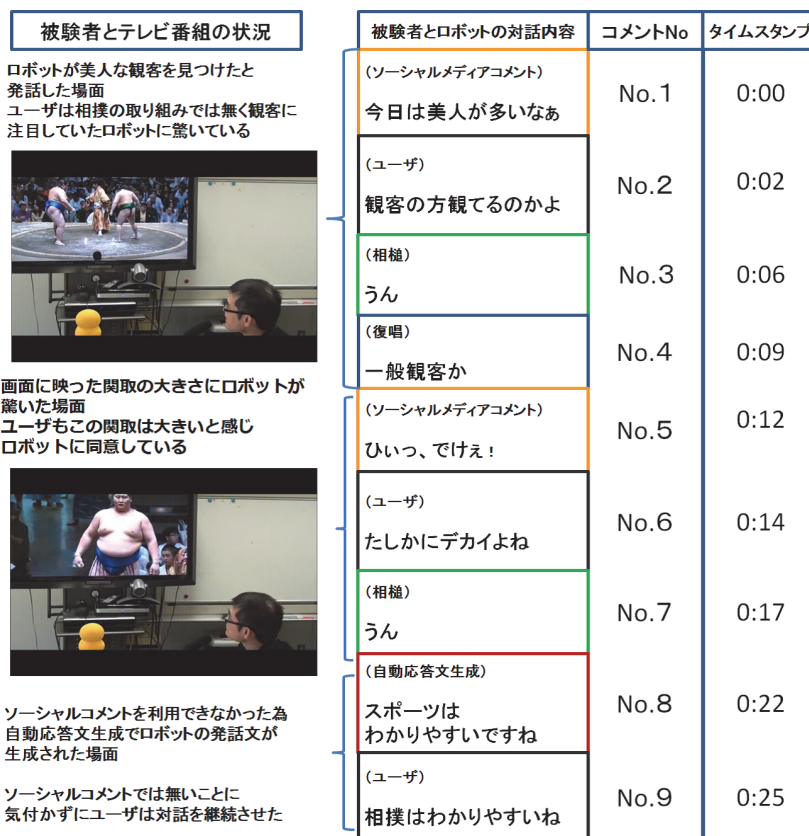 被験者とテレビ番組の状況
ロボットが美人な観客を見つけたと
発話した場面
ユーザは相撲の取り組みでは無く観客に
注目していたロボットに驚いている
画面に映った関取の大きさにロボットが
驚いた場面
ユーザもこの関取は大きいと感じ
ロボットに同意している
ソーシャルコメントを利用できなかった為
自動応答文生成でロボットの発話文が
生成された場面
ソーシャルコメントでは無いことに
気付かずにユーザは対話を継続させた
被験者とロボットの対話内容 コメントNo タイムスタンプ
(ソーシャルメディアコメント)
今日は美人が多いなぁ No.1 0:00
(ユーザ)
観客の方観てるのかよ No.2 0:02
(相槌)
うん No.3 0:06
(復唱)
一般観客か No.4 0:09
(ソーシャルメディアコメント)
ひぃっ、でけぇ! No.5 0:12
(ユーザ)
たしかにデカイよね No.6 0:14
(相槌)
うん No.7 0:17
(自動応答文生成)
スポーツは
わかりやすいですね No.8 0:22
(ユーザ)
相撲はわかりやすいね No.9 0:25